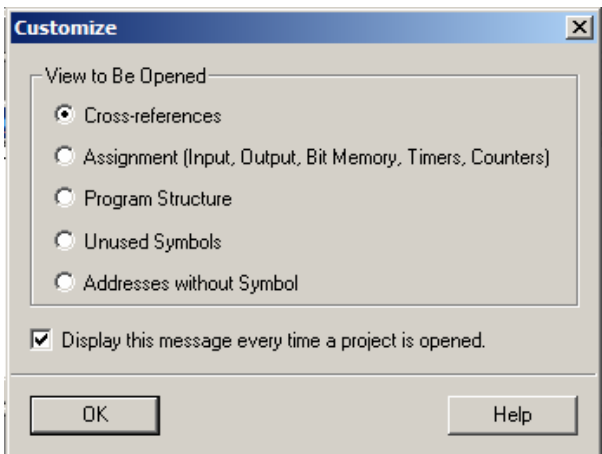 Customize
View to Be Opened
Cross-references
Assignment (Input, Output, Bit Memory, Timers, Counters)
Program Structure
Unused Symbols
Addresses without Symbol
Display this message every time a project is opened.
OK
Help